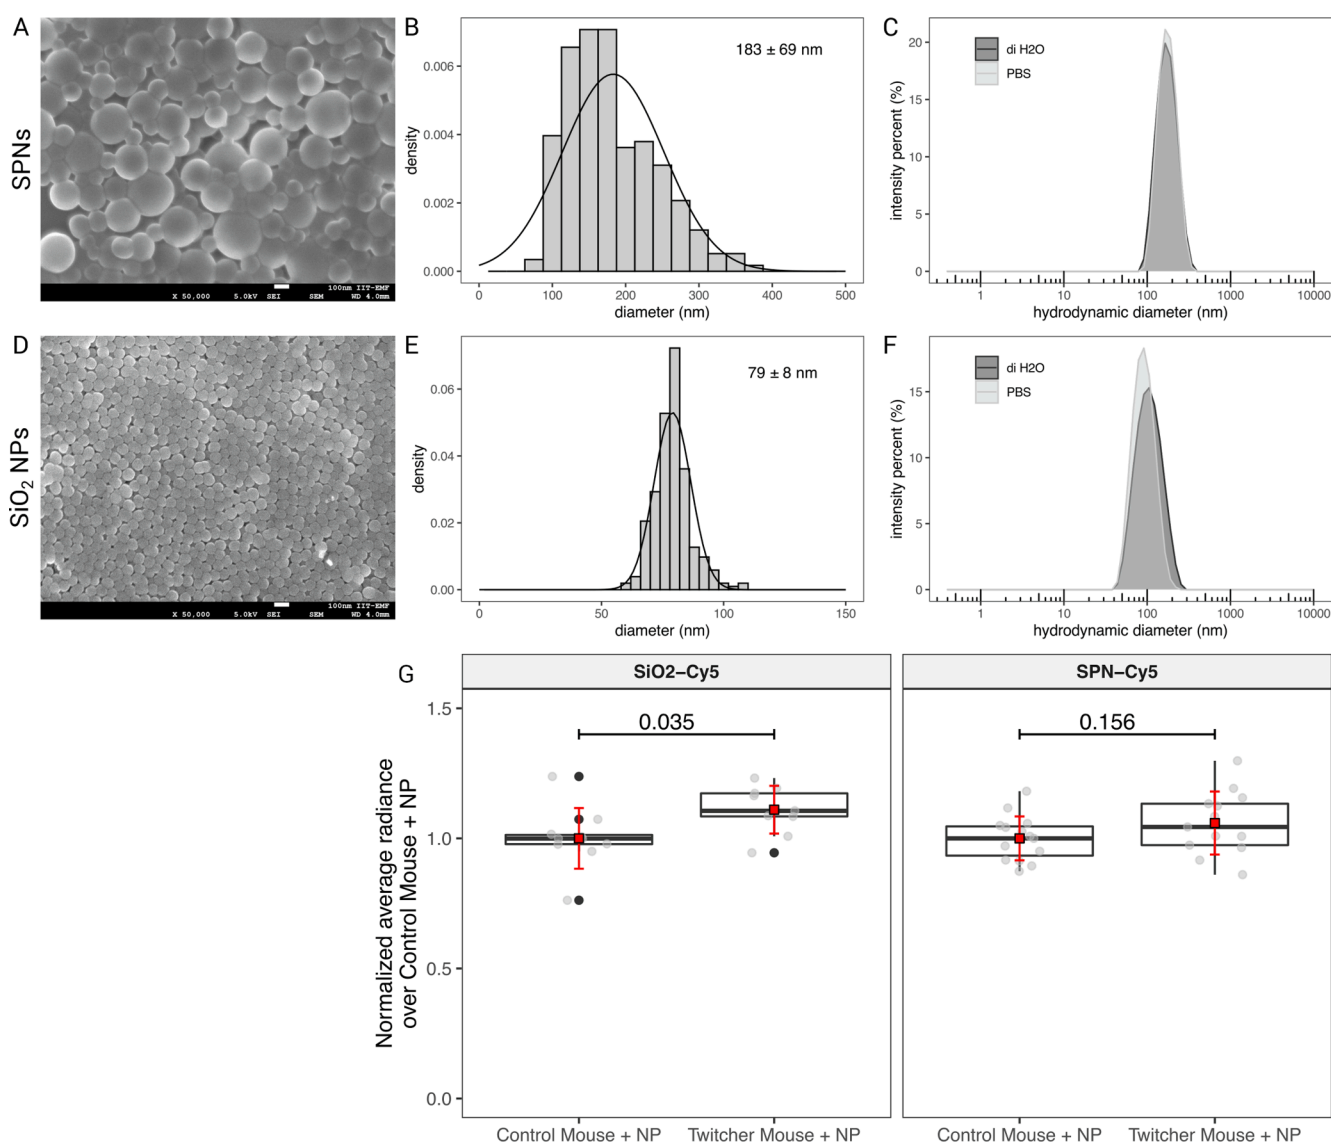 A
SPNs
X 50,000 5.0kV SEI SEM 100nm IIT-EMF WD 4.0mm
B
183 ± 69 nm
density
0.006
0.004
0.002
0.000
0 100 200 300 400 500
diameter (nm)
C
di H2O
PBS
intensity percent (%)
20
15
10
5
0
1 10 100 1000 10000
hydrodynamic diameter (nm)
D
SiO2 NPs
X 50,000 5.0kV SEI SEM 100nm IIT-EMF WD 4.0mm
E
79 ± 8 nm
density
0.06
0.04
0.02
0.00
0 50 100 150
diameter (nm)
F
di H2O
PBS
intensity percent (%)
15
10
5
0
1 10 100 1000 10000
hydrodynamic diameter (nm)
G
Normalized average radiance
over Control Mouse + NP
1.5
1.0
0.5
0.0
SiO2–Cy5
0.035
Control Mouse + NP Twitcher Mouse + NP
SPN–Cy5
0.156
Control Mouse + NP Twitcher Mouse + NP